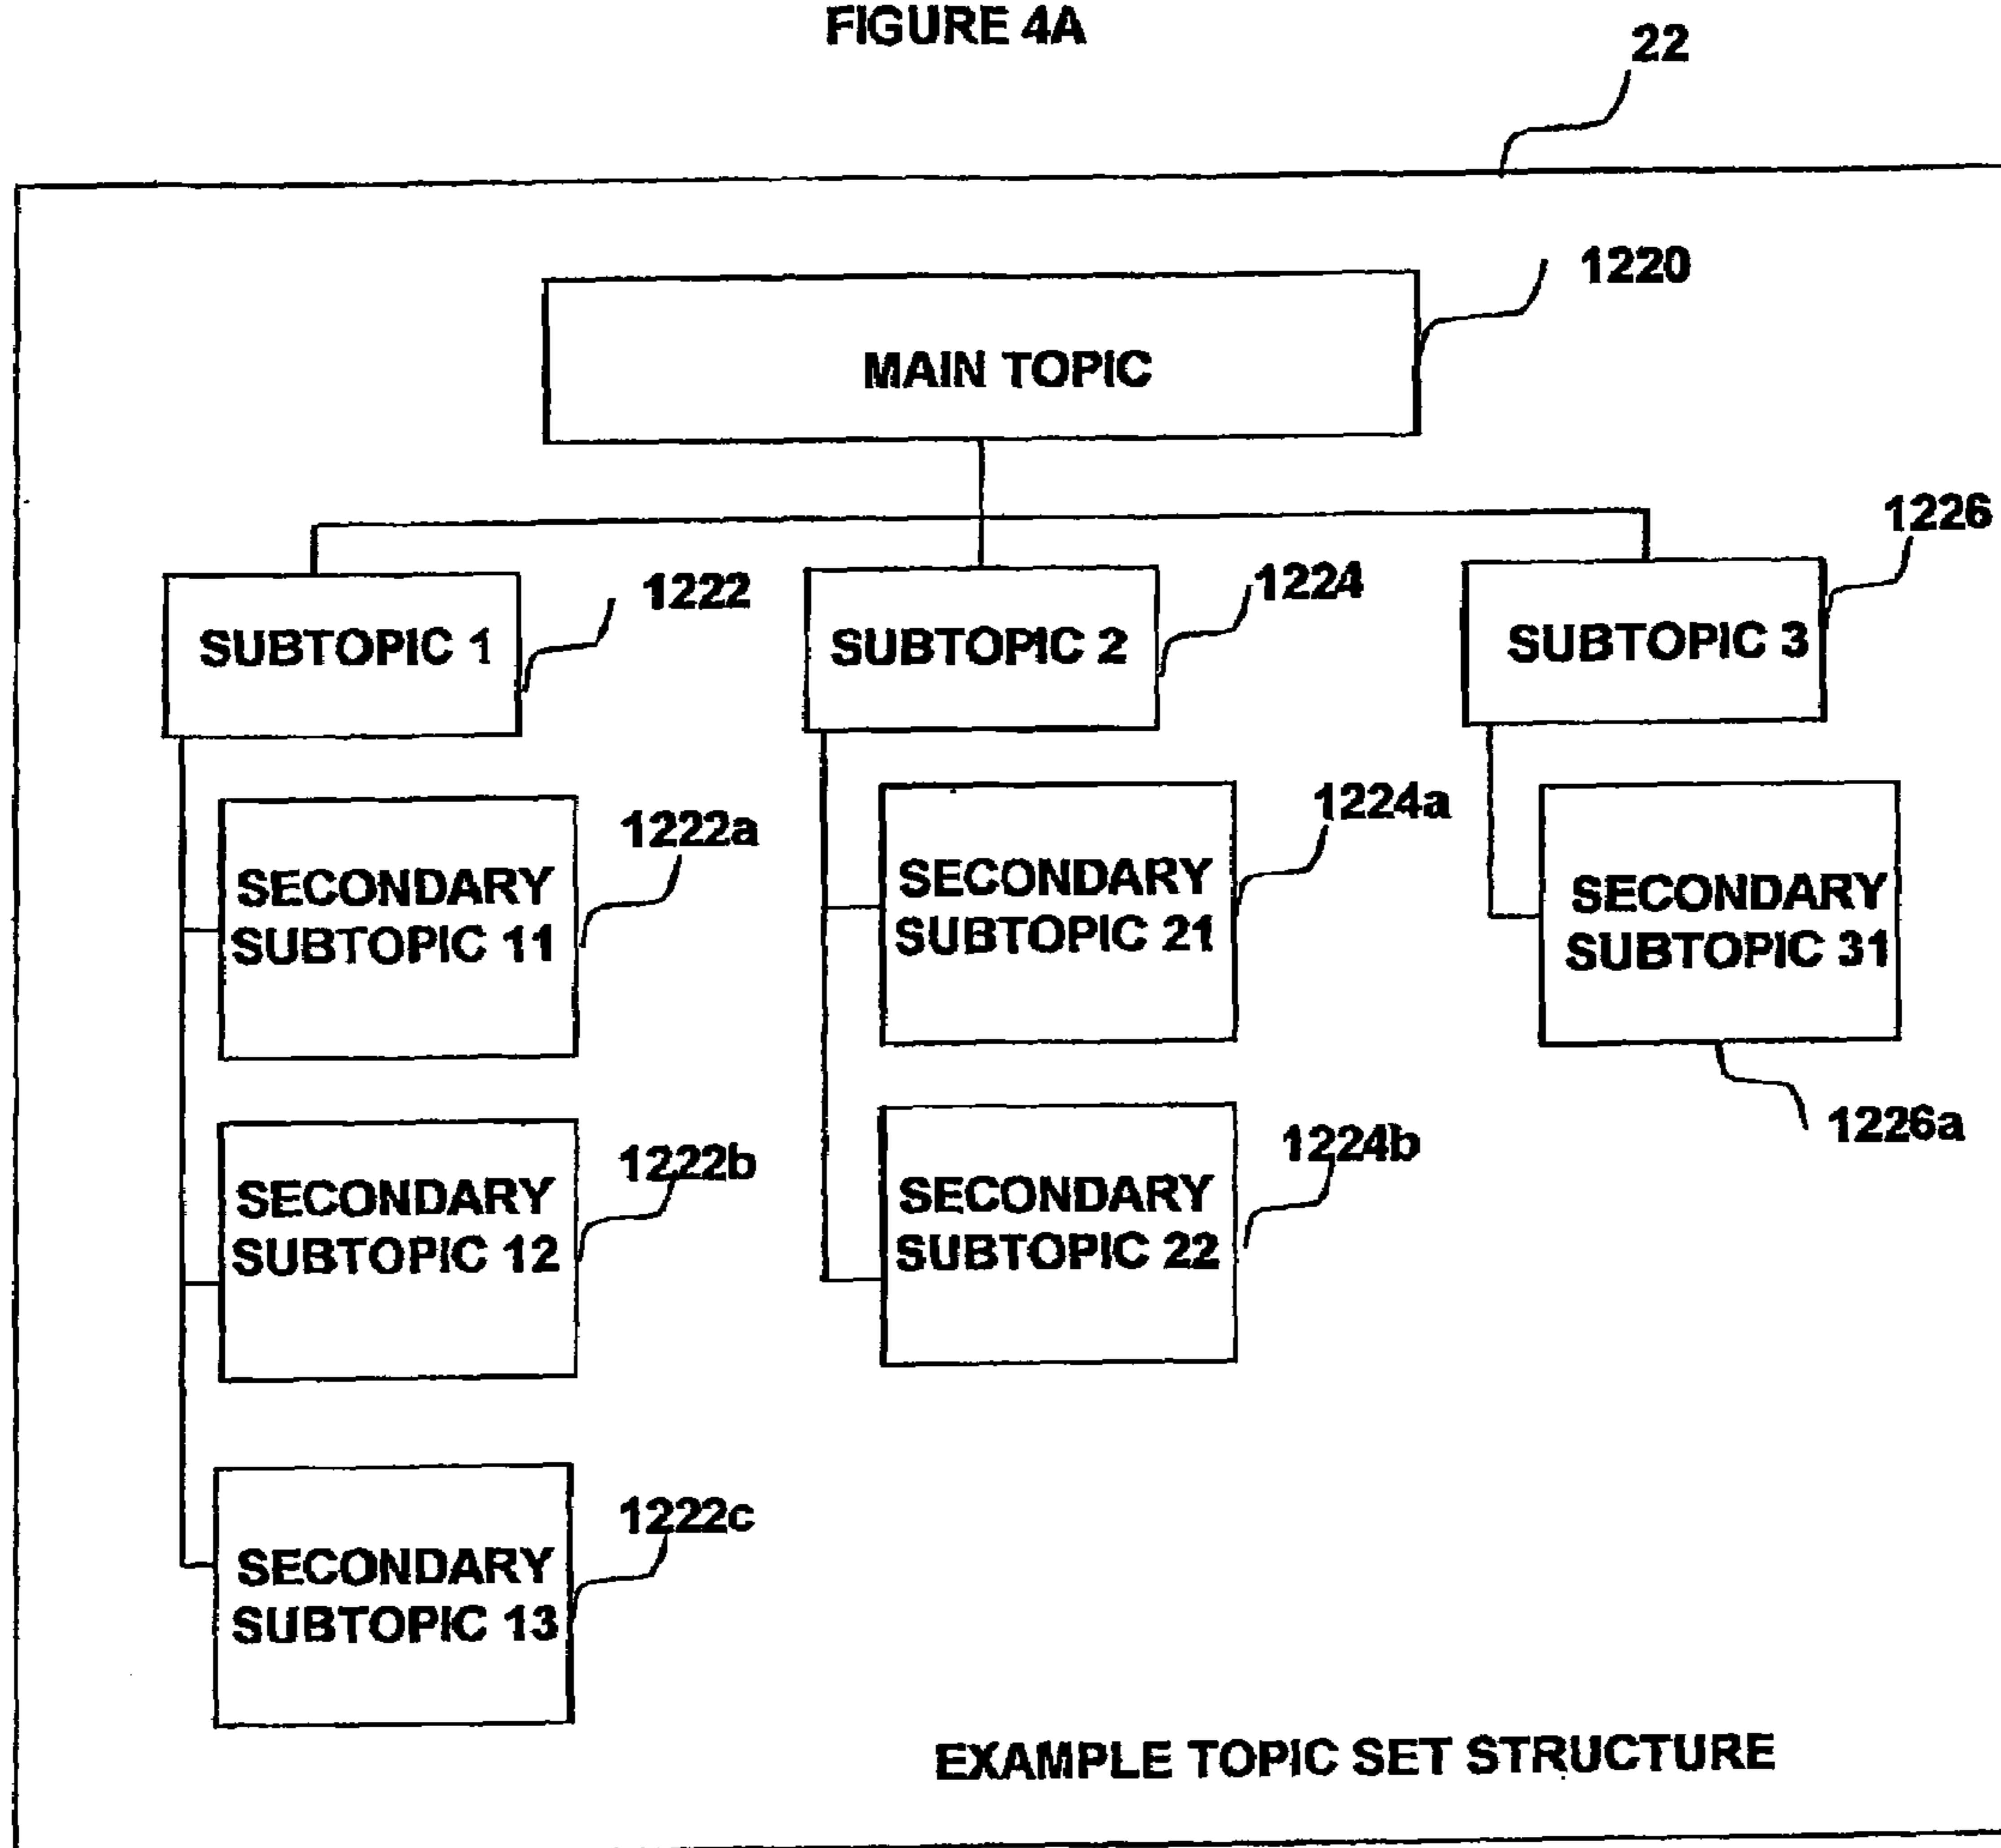 FIGURE 4A
22
1220
MAIN TOPIC
1226
1222
1224
SUBTOPIC 1
SUBTOPIC 2
SUBTOPIC 3
1222a
1224a
SECONDARY
SUBTOPIC 11
SECONDARY
SUBTOPIC 21
SECONDARY
SUBTOPIC 31
1226a
1222b
1224b
SECONDARY
SUBTOPIC 12
SECONDARY
SUBTOPIC 22
1222c
SECONDARY
SUBTOPIC 13
EXAMPLE TOPIC SET STRUCTURE